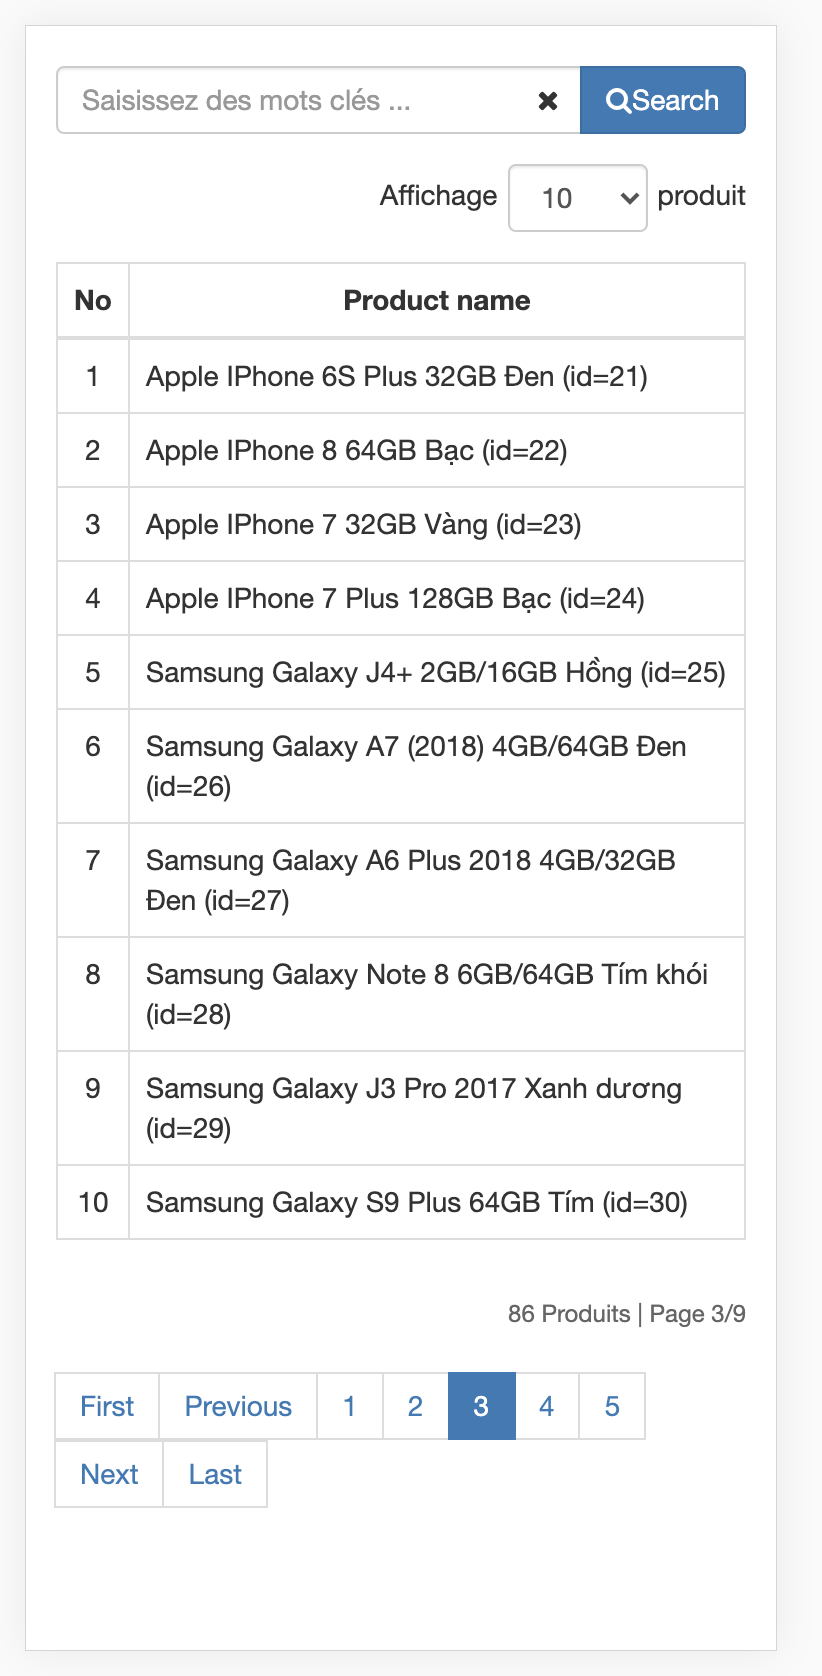 Saisissez des mots clés ...
Search
Affichage 10 produit
No Product name
1 Apple IPhone 6S Plus 32GB Đen (id=21)
2 Apple IPhone 8 64GB Bạc (id=22)
3 Apple IPhone 7 32GB Vàng (id=23)
4 Apple IPhone 7 Plus 128GB Bạc (id=24)
5 Samsung Galaxy J4+ 2GB/16GB Hồng (id=25)
6 Samsung Galaxy A7 (2018) 4GB/64GB Đen
(id=26)
7 Samsung Galaxy A6 Plus 2018 4GB/32GB
Đen (id=27)
8 Samsung Galaxy Note 8 6GB/64GB Tím khói
(id=28)
9 Samsung Galaxy J3 Pro 2017 Xanh dương
(id=29)
10 Samsung Galaxy S9 Plus 64GB Tím (id=30)
86 Produits | Page 3/9
First Previous 1 2 3 4 5
Next Last